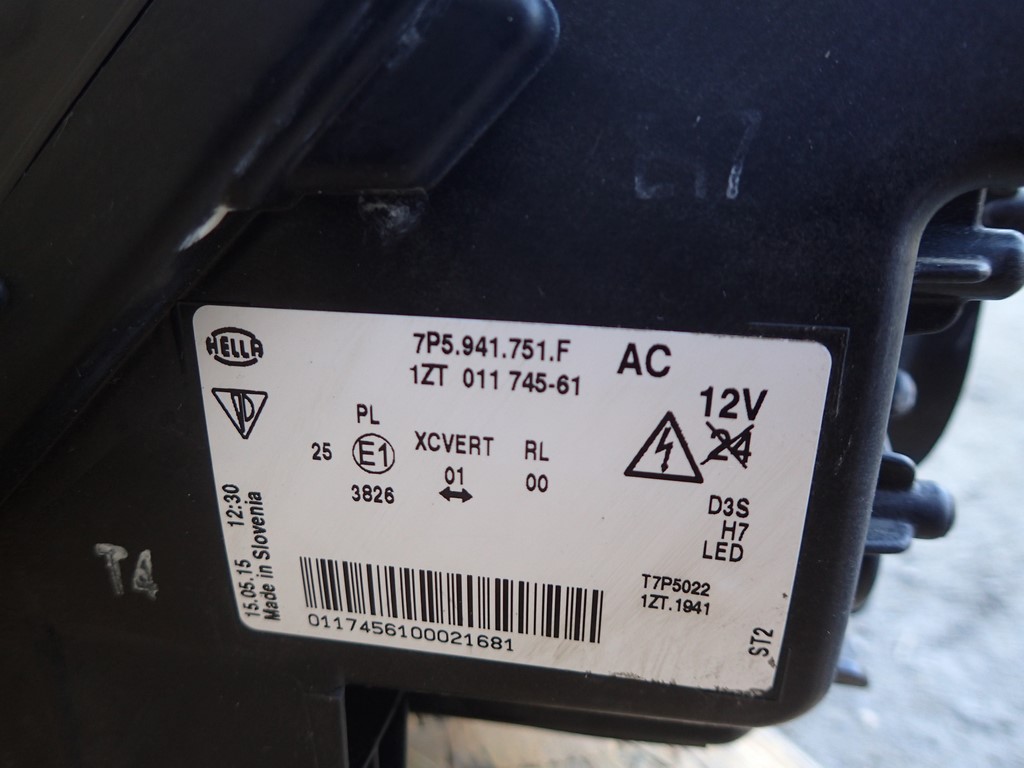 HELLA
7P5.941.751.F
1ZT 011 745-61
AC
12V
24
PL
25
E1
3826
XCVERT
01
RL
00
D3S
H7
LED
15.05.15 12:30
Made in Slovenia
T7P5022
1ZT.1941
0117456100021681
ST2
T4